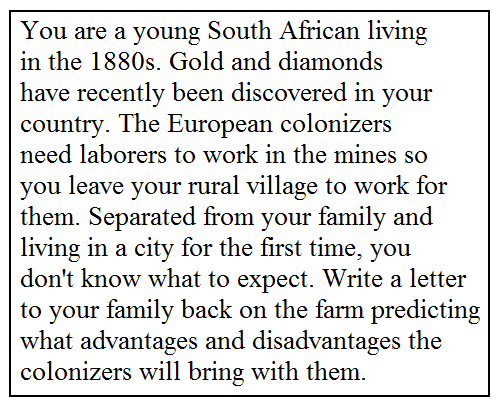 You are a young South African living
in the 1880s. Gold and diamonds
have recently been discovered in your
country. The European colonizers
need laborers to work in the mines so
you leave your rural village to work for
them. Separated from your family and
living in a city for the first time, you
don't know what to expect. Write a letter
to your family back on the farm predicting
what advantages and disadvantages the
colonizers will bring with them.